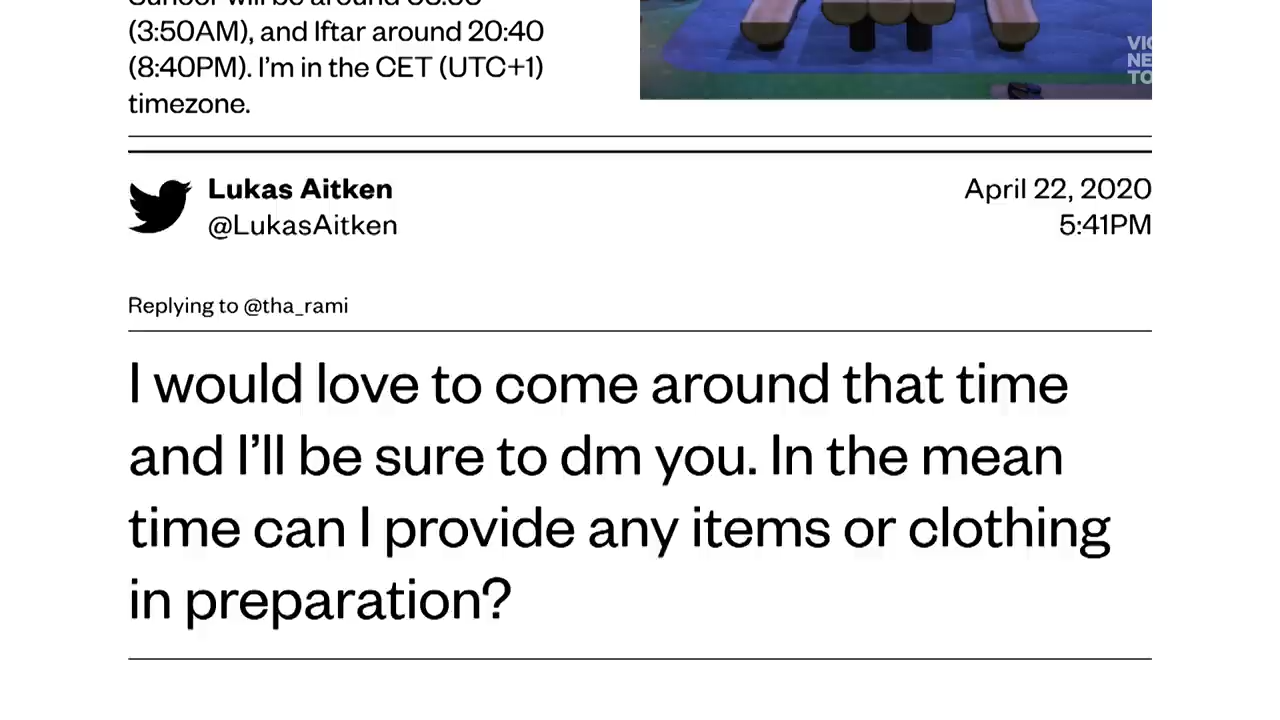 (3:50AM), and Iftar around 20:40
(8:40PM). I’m in the CET (UTC+1)
timezone.
Lukas Aitken
@LukasAitken
April 22, 2020
5:41PM
Replying to @tha_rami
I would love to come around that time
and I’ll be sure to dm you. In the mean
time can I provide any items or clothing
in preparation?